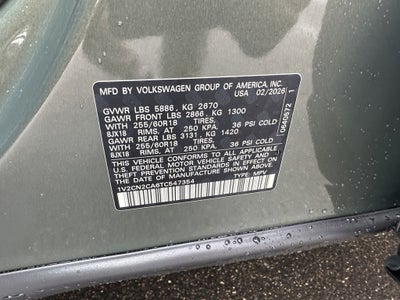 MFD BY VOLKSWAGEN GROUP OF AMERICA, INC.
USA 02/2026
GVWR LBS 5886, KG 2670
GAWR FRONT LBS 2866, KG 1300
WITH 255/60R18 TIRES,
8JX18 RIMS, AT 250 KPA, 36 PSI COLD
GAWR REAR LBS 3131, KG 1420
WITH 255/60R18 TIRES,
8JX18 RIMS, AT 250 KPA, 36 PSI COLD
THIS VEHICLE CONFORMS TO ALL APPLICABLE
U.S. FEDERAL MOTOR VEHICLE SAFETY AND
THEFT PREVENTION STANDARDS IN EFFECT ON
THE DATE OF MANUFACTURE SHOWN ABOVE.
1V2CN2CA6TC547354 TYPE: MPV
0640872 1